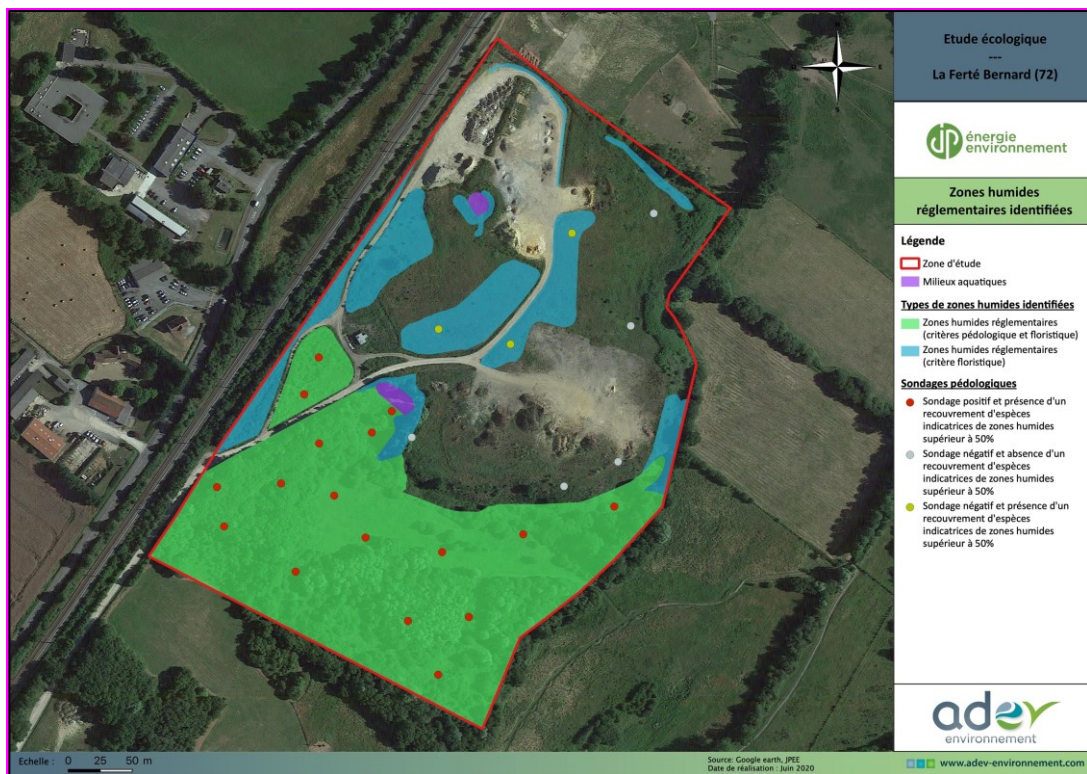 Etude écologique
---
La Ferté Bernard (72)
JP énergie
environnement
Zones humides
réglementaires identifiées
Légende
Zone d'étude
Milieux aquatiques
Types de zones humides identifiées
Zones humides réglementaires
(critères pédologique et floristique)
Zones humides réglementaires
(critère floristique)
Sondages pédologiques
Sondage positif et présence d'un
recouvrement d'espèces
indicatrices de zones humides
supérieur à 50%
Sondage négatif et absence d'un
recouvrement d'espèces
indicatrices de zones humides
supérieur à 50%
Sondage négatif et présence d'un
recouvrement d'espèces
indicatrices de zones humides
supérieur à 50%
adev
environnement
Echelle : 0 25 50 m
Source: Google earth, JPEE
Date de réalisation : Juin 2020
www.adev-environnement.com